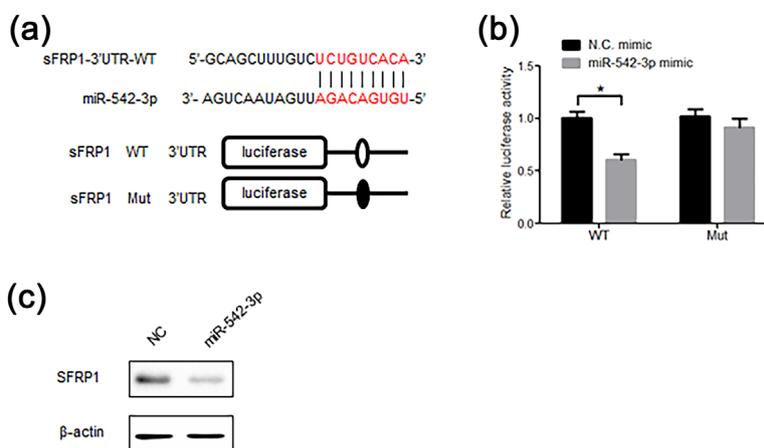 (a)
sFRP1-3'UTR-WT 5'-GCAGCUUUGUCUCUGUCACA-3'
miR-542-3p 3'- AGUCAAUAGUUAGACAGUGU-5'
sFRP1 WT 3'UTR luciferase
sFRP1 Mut 3'UTR luciferase
(b)
N.C. mimic
miR-542-3p mimic
Relative luciferase activity
1.5
1.0
0.5
0.0
*
WT Mut
(c)
NC miR-542-3p
SFRP1
β-actin